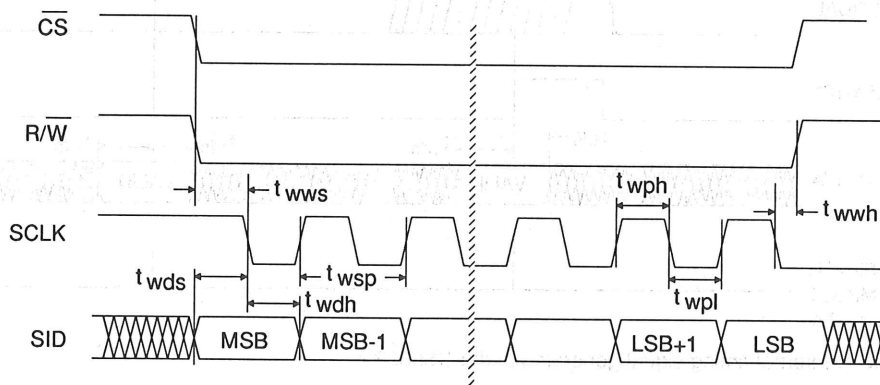 CS
R/W
t wws
t wph
t wwh
SCLK
t wds
t wsp
t wdh
t wpl
SID
MSB
MSB-1
LSB+1
LSB